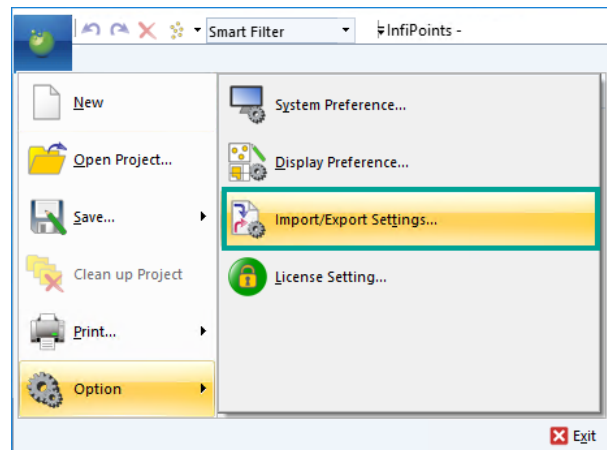 Smart Filter
InfiPoints -
New
System Preference...
Open Project...
Display Preference...
Save...
Import/Export Settings...
Clean up Project
License Setting...
Print...
Option
Exit